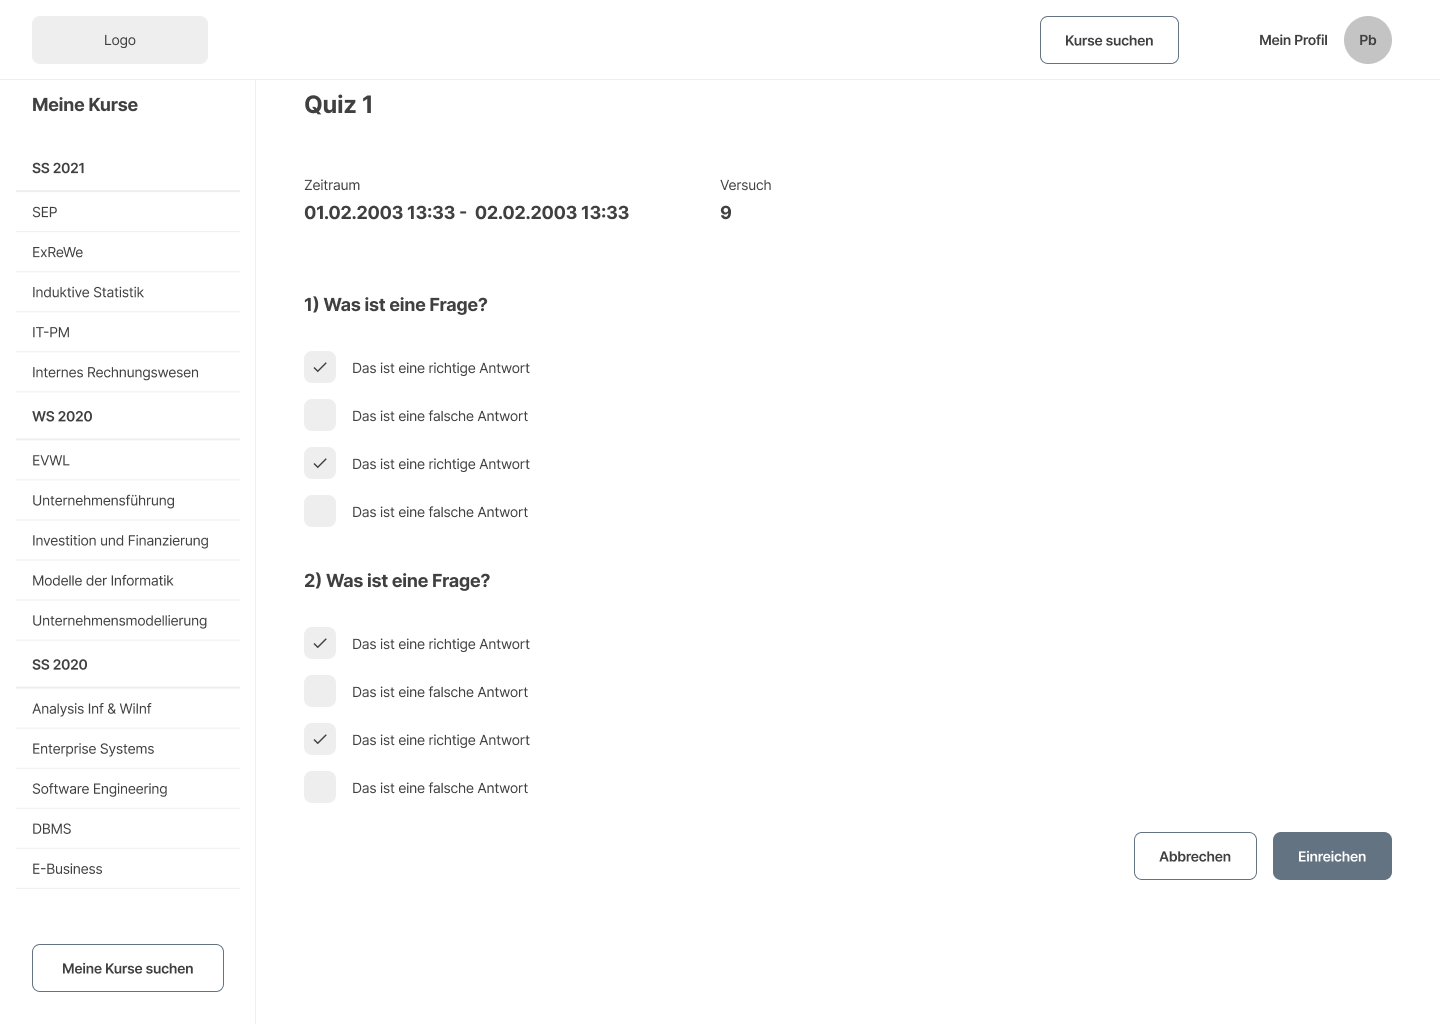 Logo
Kurse suchen
Mein Profil
Pb
Meine Kurse
SS 2021
SEP
ExReWe
Induktive Statistik
IT-PM
Internes Rechnungswesen
WS 2020
EVWL
Unternehmensführung
Investition und Finanzierung
Modelle der Informatik
Unternehmensmodellierung
SS 2020
Analysis Inf & WiInf
Enterprise Systems
Software Engineering
DBMS
E-Business
Meine Kurse suchen
Quiz 1
Zeitraum
01.02.2003 13:33 - 02.02.2003 13:33
Versuch
9
1) Was ist eine Frage?
Das ist eine richtige Antwort
Das ist eine falsche Antwort
Das ist eine richtige Antwort
Das ist eine falsche Antwort
2) Was ist eine Frage?
Das ist eine richtige Antwort
Das ist eine falsche Antwort
Das ist eine richtige Antwort
Das ist eine falsche Antwort
Abbrechen
Einreichen